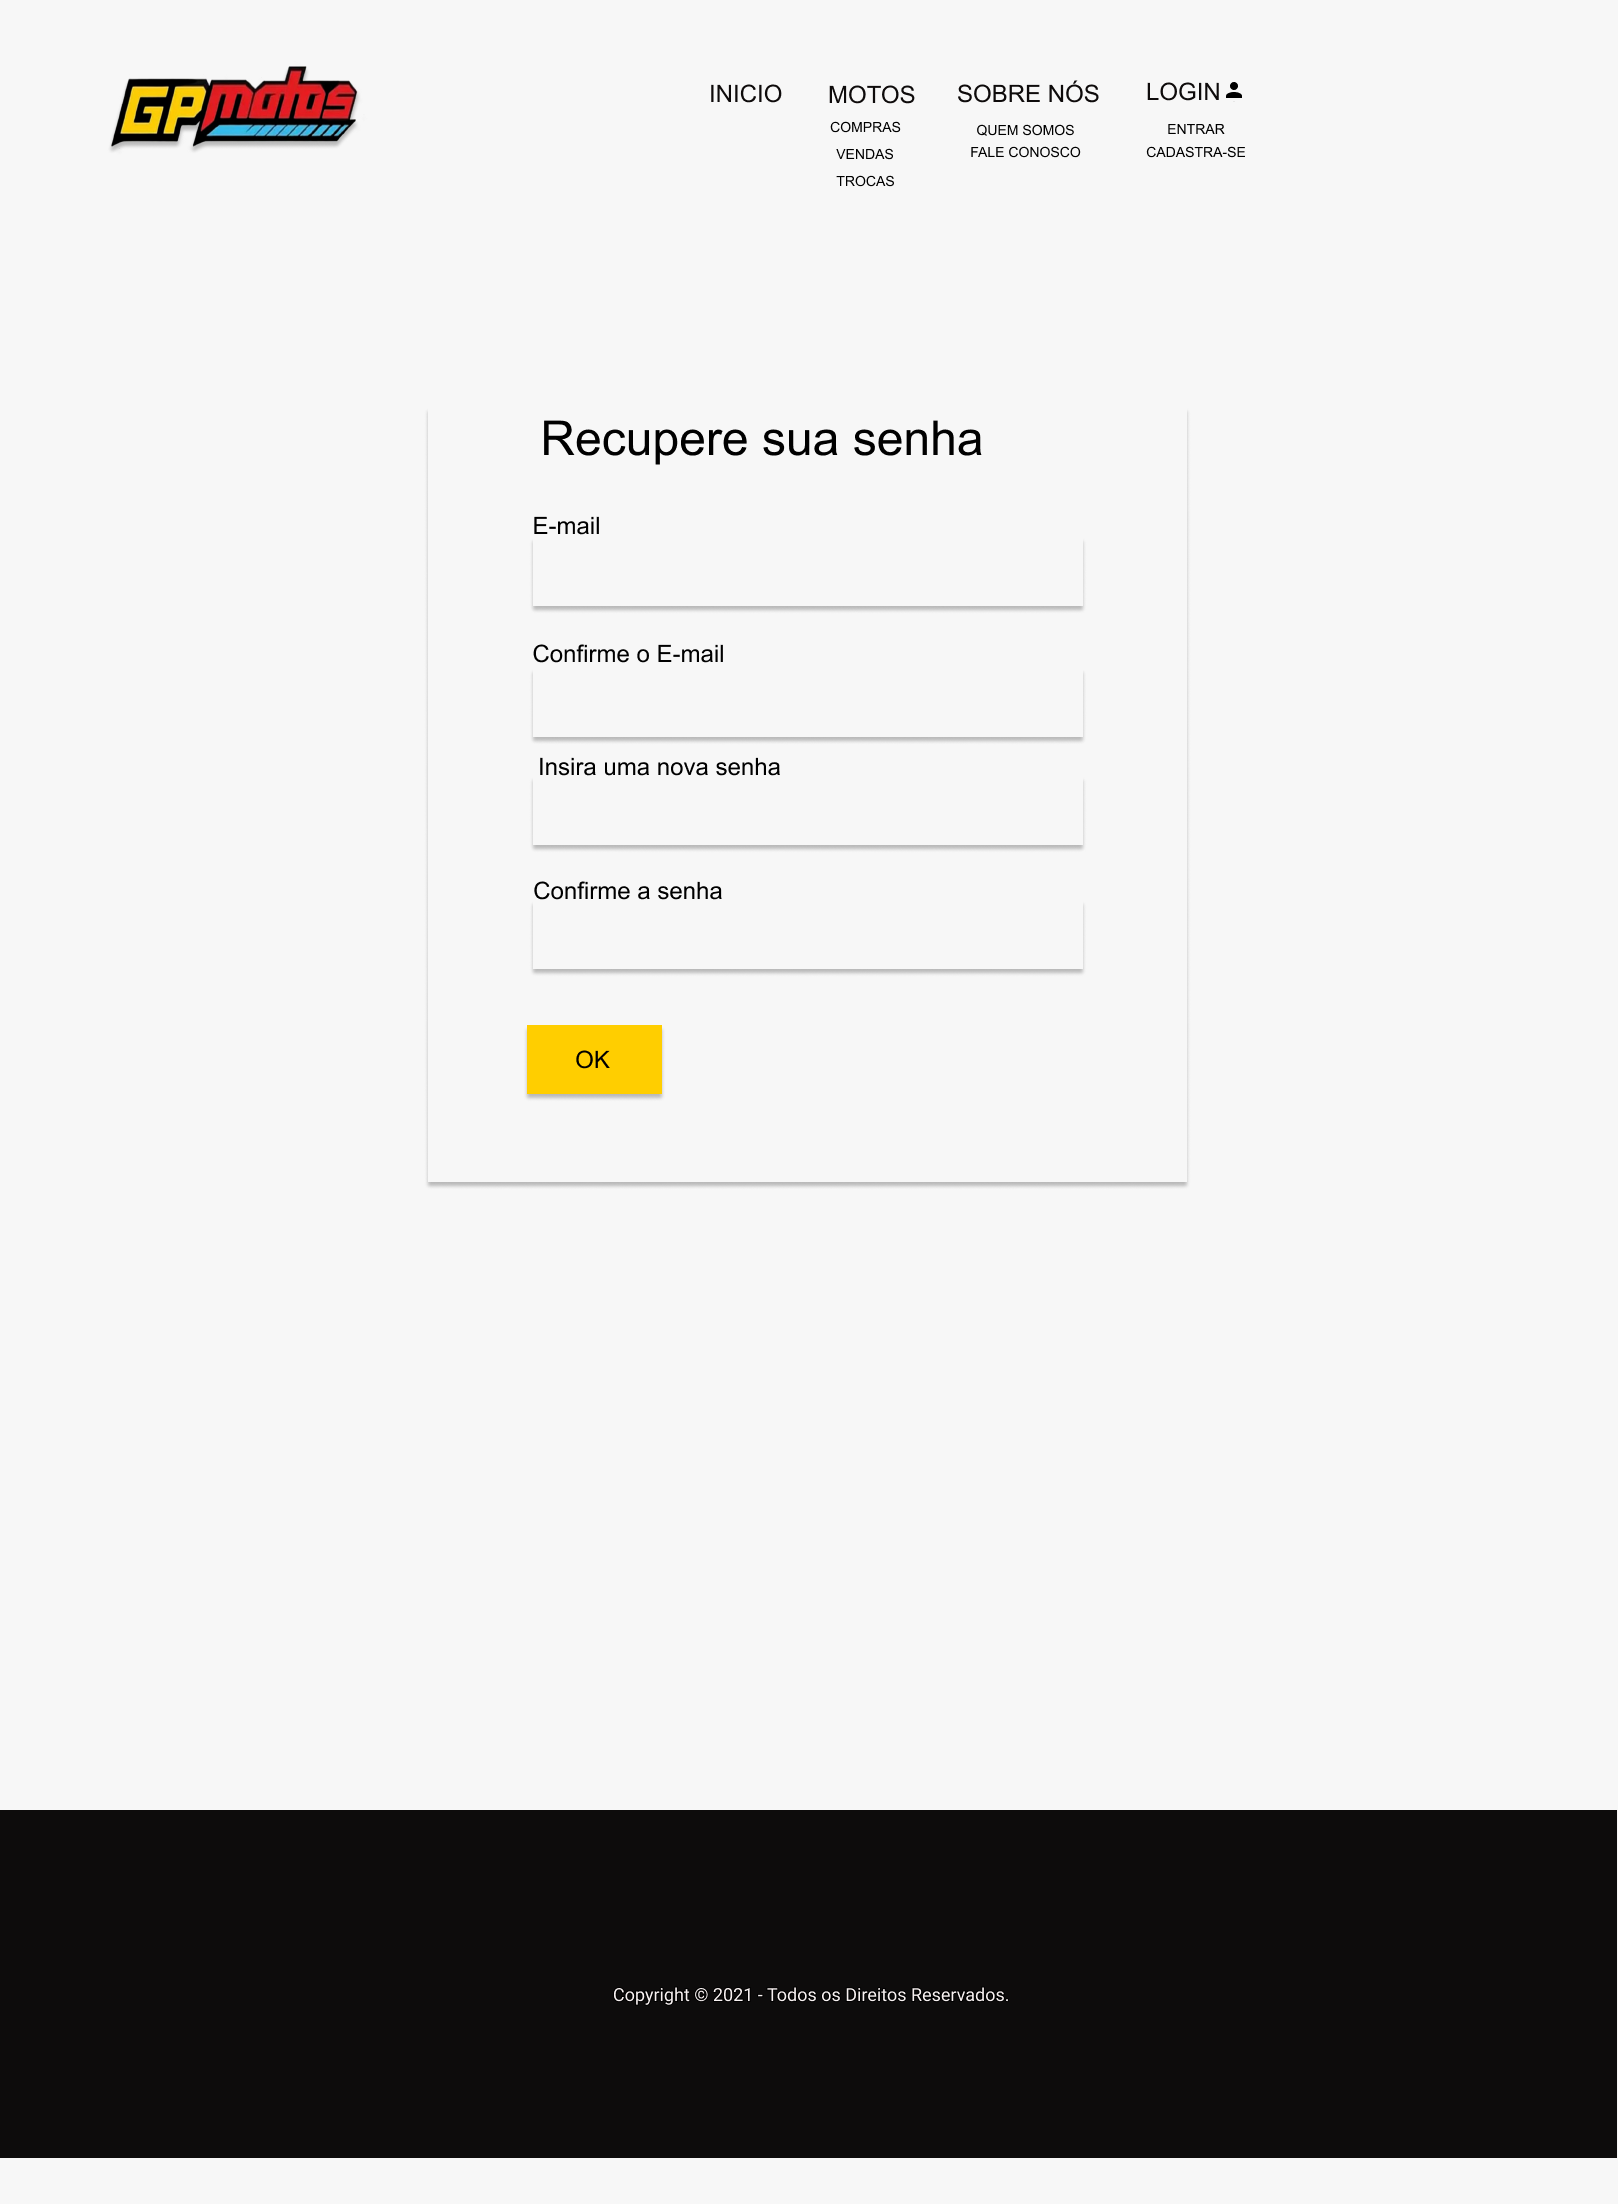 GPmotos
INICIO
MOTOS
COMPRAS
VENDAS
TROCAS
SOBRE NÓS
QUEM SOMOS
FALE CONOSCO
LOGIN
ENTRAR
CADASTRA-SE
Recupere sua senha
E-mail
Confirme o E-mail
Insira uma nova senha
Confirme a senha
OK
Copyright © 2021 - Todos os Direitos Reservados.